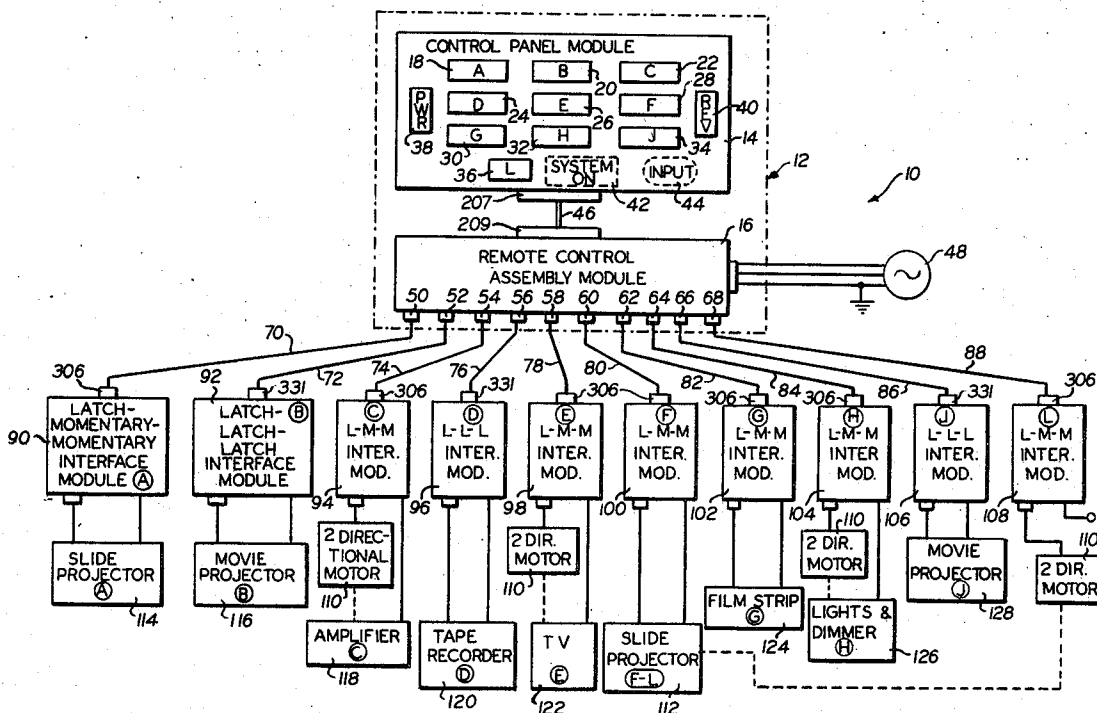 CONTROL PANEL MODULE
18 A B C 22
20
PWR D E F 28 REV 40
24 26
38 G H J 14
30 32 34
36 L SYSTEM ON INPUT 12
207 46 42 44 10
209 16
REMOTE CONTROL ASSEMBLY MODULE 48
50 52 54 56 58 60 62 64 66 68
70 72 74 76 78 80 82 84 86 88
306 92 331 306 331 306 306 306 306 331 306
90 LATCH-MOMENTARY-MOMENTARY INTERFACE MODULE A
LATCH-LATCH-LATCH INTERFACE MODULE B
C L-M-M INTER. MOD.
D L-L-L INTER. MOD.
E L-M-M INTER. MOD.
F L-M-M INTER. MOD.
G L-M-M INTER. MOD.
H L-M-M INTER. MOD.
J L-L-L INTER. MOD.
L L-M-M INTER. MOD.
94 96 98 100 102 104 106 108
SLIDE PROJECTOR A 114
MOVIE PROJECTOR B 116
2 DIRECTIONAL MOTOR 110
AMPLIFIER C 118
TAPE RECORDER D 120
2 DIR. MOTOR 110
TV E 122
SLIDE PROJECTOR F-L 112
FILM STRIP G 124
110 2 DIR. MOTOR
LIGHTS & DIMMER H 126
MOVIE PROJECTOR J 128
110 2 DIR. MOTOR